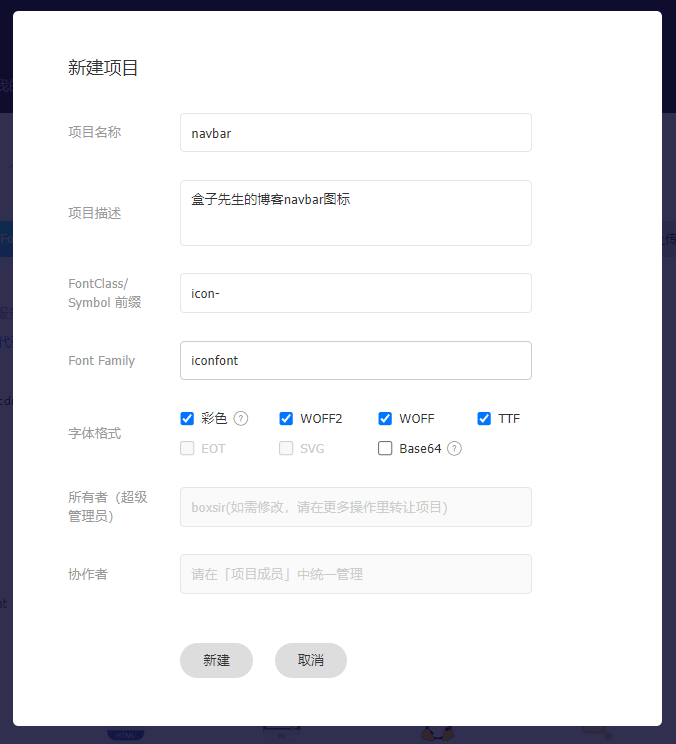 新建项目
项目名称
navbar
项目描述
盒子先生的博客navbar图标
FontClass/
Symbol 前缀
icon-
Font Family
iconfont
字体格式
彩色 ? WOFF2 WOFF TTF
EOT SVG Base64 ?
所有者（超级
管理员）
boxsir(如需修改，请在更多操作里转让项目)
协作者
请在「项目成员」中统一管理
新建 取消
HTML